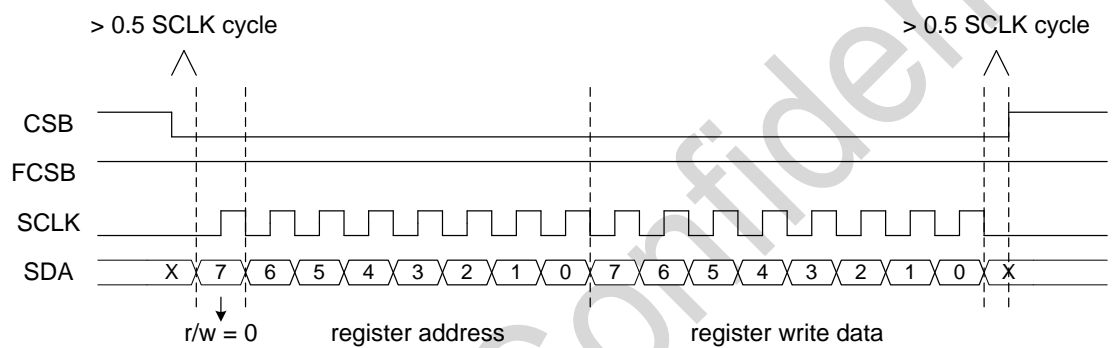 > 0.5 SCLK cycle > 0.5 SCLK cycle
CSB
FCSB
SCLK
SDA X 7 6 5 4 3 2 1 0 7 6 5 4 3 2 1 0 X
r/w = 0 register address register write data